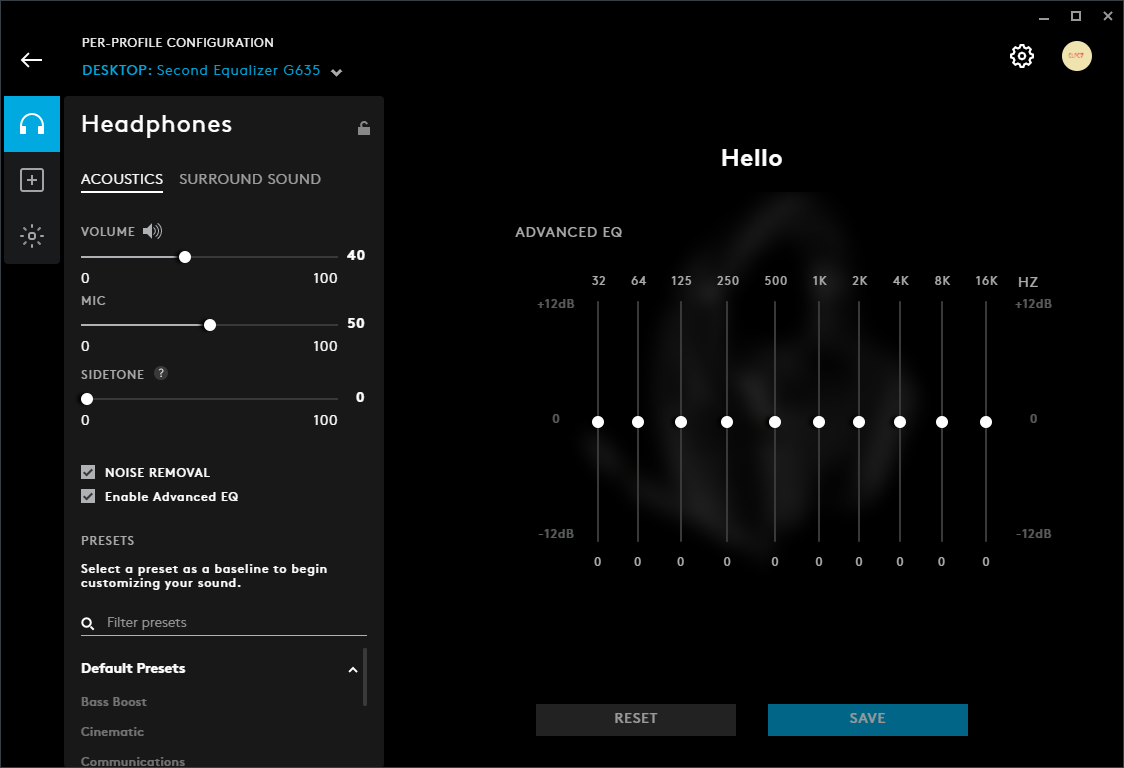 PER-PROFILE CONFIGURATION
DESKTOP: Second Equalizer G635
Headphones
ACOUSTICS SURROUND SOUND
VOLUME
40
0 100
MIC
50
0 100
SIDETONE ?
0
0 100
NOISE REMOVAL
Enable Advanced EQ
PRESETS
Select a preset as a baseline to begin
customizing your sound.
Filter presets
Default Presets
Bass Boost
Cinematic
Communications
Hello
ADVANCED EQ
32 64 125 250 500 1K 2K 4K 8K 16K HZ
+12dB +12dB
0 0
-12dB -12dB
0 0 0 0 0 0 0 0 0 0
RESET SAVE